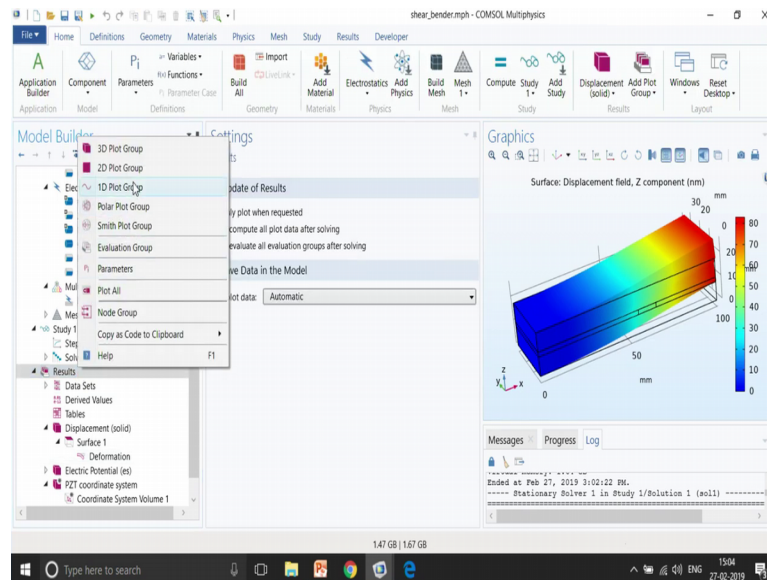 shear_bender.mph - COMSOL Multiphysics
File Home Definitions Geometry Materials Physics Mesh Study Results Developer
Application Builder
Component
Pi
Parameters
a= Variables
f(x) Functions
Pi Parameter Case
Build All
Import
LiveLink
Add Material
Electrostatics
Add Physics
Build Mesh
Mesh 1
Compute
Study 1
Add Study
Displacement (solid)
Add Plot Group
Windows
Reset Desktop
Application Model Definitions Geometry Materials Physics Mesh Study Results Layout
Model Builder
3D Plot Group
2D Plot Group
1D Plot Group
Polar Plot Group
Smith Plot Group
Evaluation Group
Parameters
Plot All
Node Group
Copy as Code to Clipboard
Help F1
Elec
Mul
Mes
Study 1
Step
Solv
Results
Data Sets
Derived Values
Tables
Displacement (solid)
Surface 1
Deformation
Electric Potential (es)
PZT coordinate system
Coordinate System Volume 1
ttings
ts
pdate of Results
ly plot when requested
compute all plot data after solving
evaluate all evaluation groups after solving
ve Data in the Model
lot data: Automatic
Graphics
Surface: Displacement field, Z component (nm)
mm
30
20
0
80
70
60
50
40
30
20
10
0
20
10
0
mm
100
50
mm
0
z
y
x
Messages Progress Log
Ended at Feb 27, 2019 3:02:22 PM.
----- Stationary Solver 1 in Study 1/Solution 1 (sol1) -----
1.47 GB | 1.67 GB
Type here to search
ENG
15:04
27-02-2019